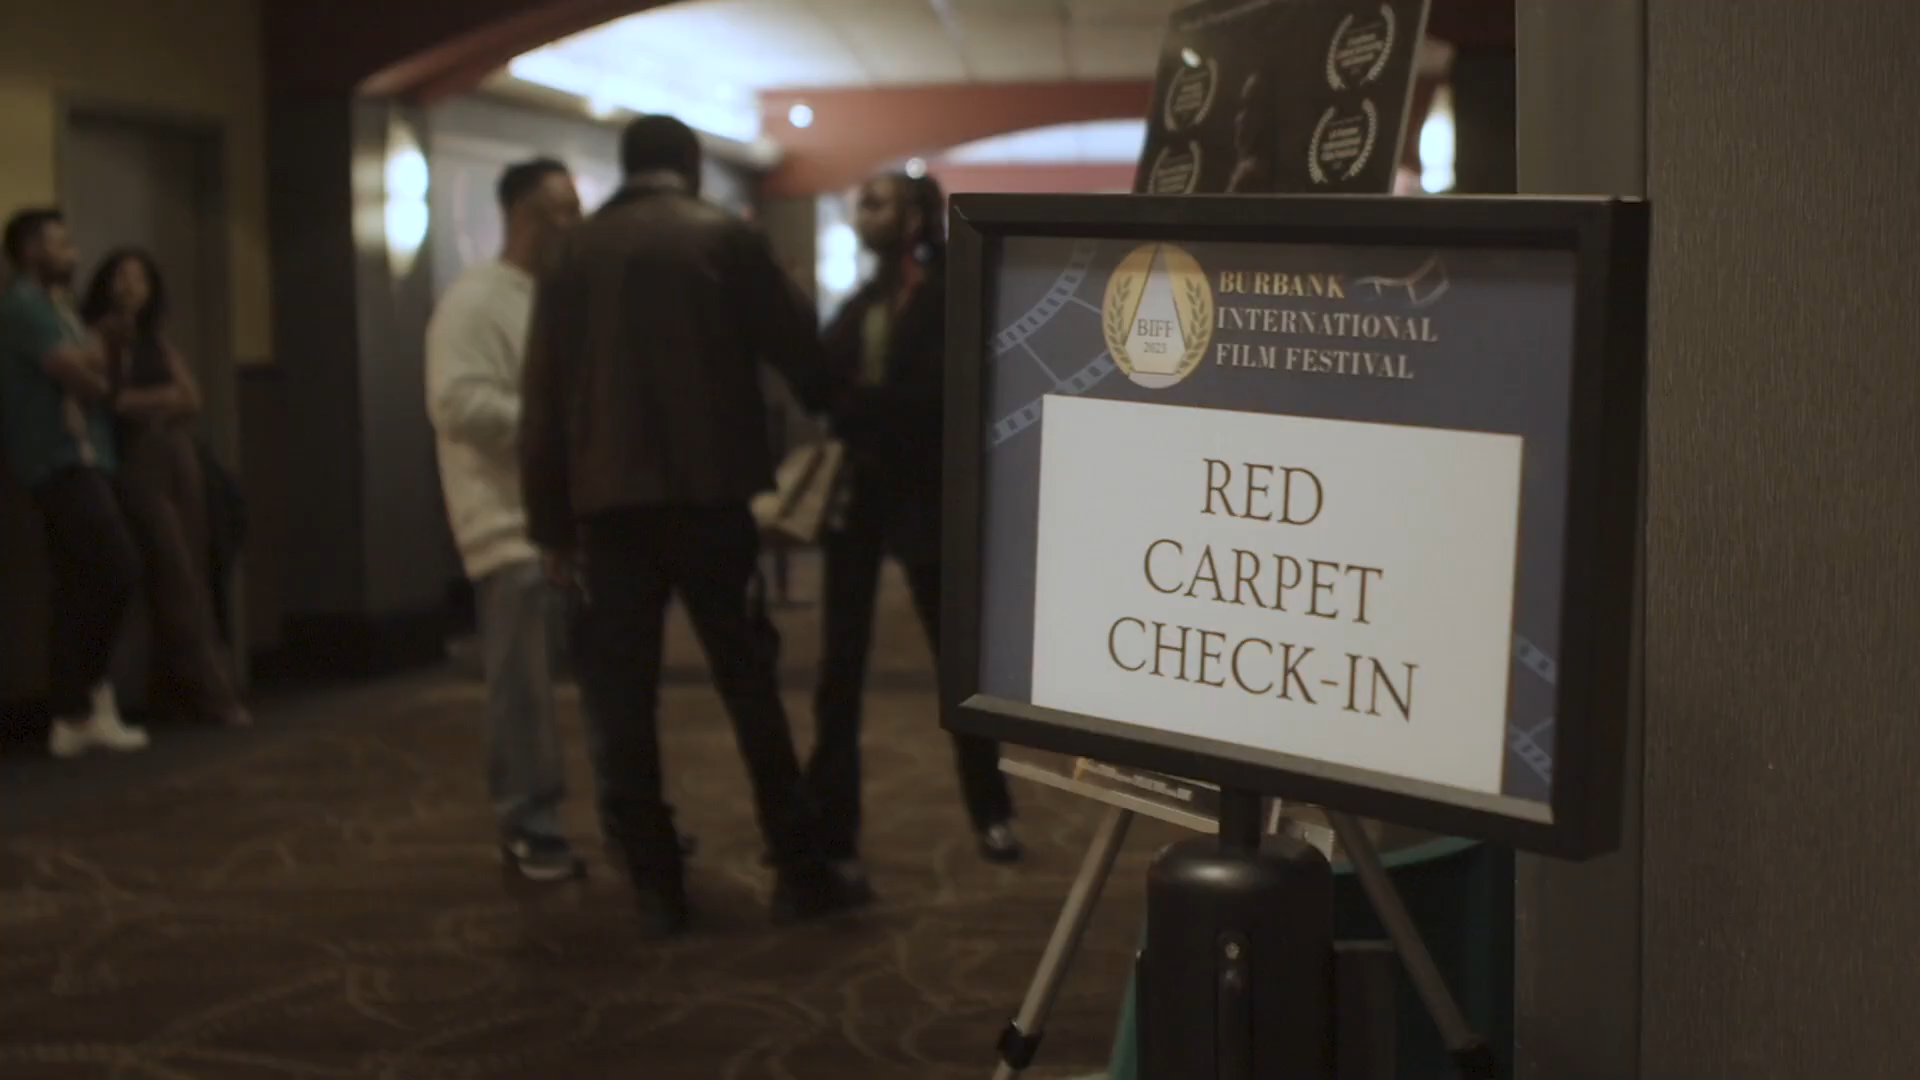 BURBANK
INTERNATIONAL
FILM FESTIVAL
BIFF
2023
RED
CARPET
CHECK-IN